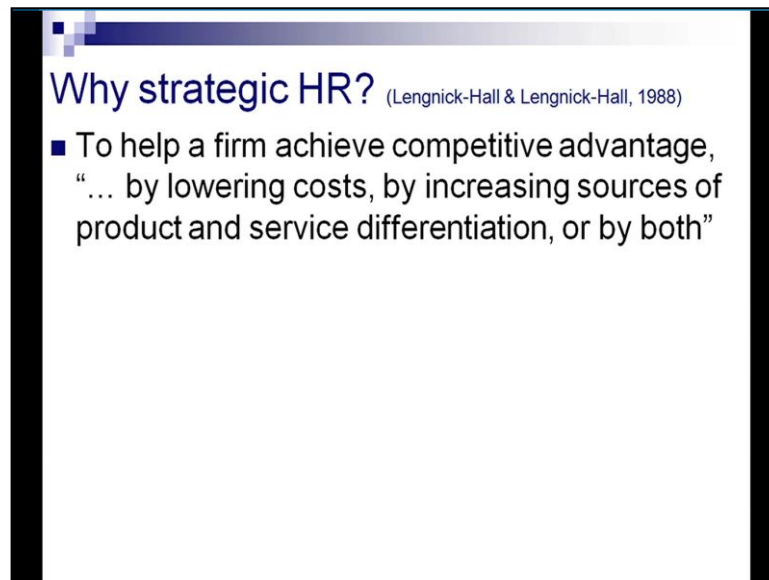 Why strategic HR? (Lengnick-Hall & Lengnick-Hall, 1988)
To help a firm achieve competitive advantage,
“... by lowering costs, by increasing sources of
product and service differentiation, or by both”